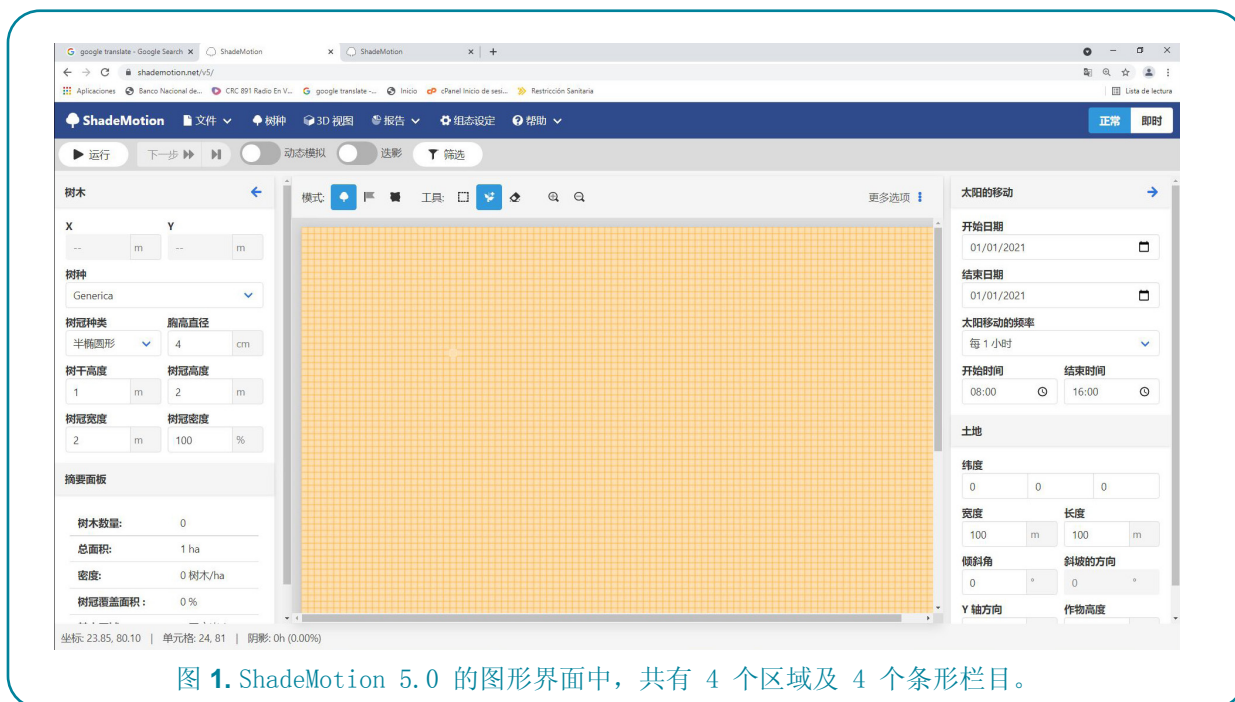 google translate - Google Search × ShadeMotion × ShadeMotion × +
shademotion.net/v5/
Aplicaciones Banco Nacional de... CRC 891 Radio En V... google translate -... Inicio cPanel Inicio de sesi... Restricción Sanitaria Lista de lectura
ShadeMotion 文件 树种 3D 视图 报告 组态设定 帮助 正常 即时
运行 下一步 动态模拟 迭影 筛选
树木
模式: 工具: 更多选项
太阳的移动
X Y
-- m -- m
树种
Generica
树冠种类 胸高直径
半椭圆形 4 cm
树干高度 树冠高度
1 m 2 m
树冠宽度 树冠密度
2 m 100 %
摘要面板
树木数量: 0
总面积: 1 ha
密度: 0 树木/ha
树冠覆盖面积: 0 %
开始日期
01/01/2021
结束日期
01/01/2021
太阳移动的频率
每 1 小时
开始时间 结束时间
08:00 16:00
土地
纬度
0 0 0
宽度 长度
100 m 100 m
倾斜角 斜坡的方向
0 ° 0 °
Y 轴方向 作物高度
坐标: 23.85, 80.10 | 单元格: 24, 81 | 阴影: 0h (0.00%)
图 1. ShadeMotion 5.0 的图形界面中，共有 4 个区域及 4 个条形栏目。